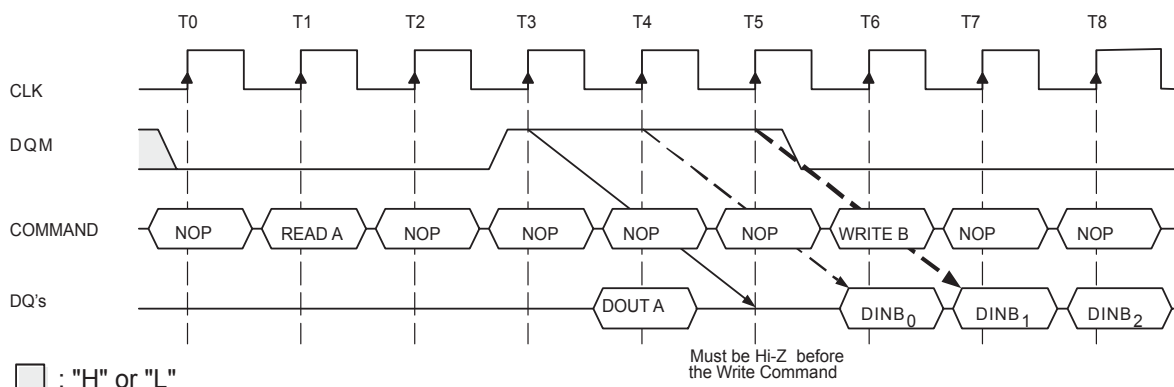 T0 T1 T2 T3 T4 T5 T6 T7 T8
CLK
DQM
COMMAND NOP READ A NOP NOP NOP NOP WRITE B NOP NOP
DQ's DOUT A DINB0 DINB1 DINB2
Must be Hi-Z before
the Write Command
: "H" or "L"